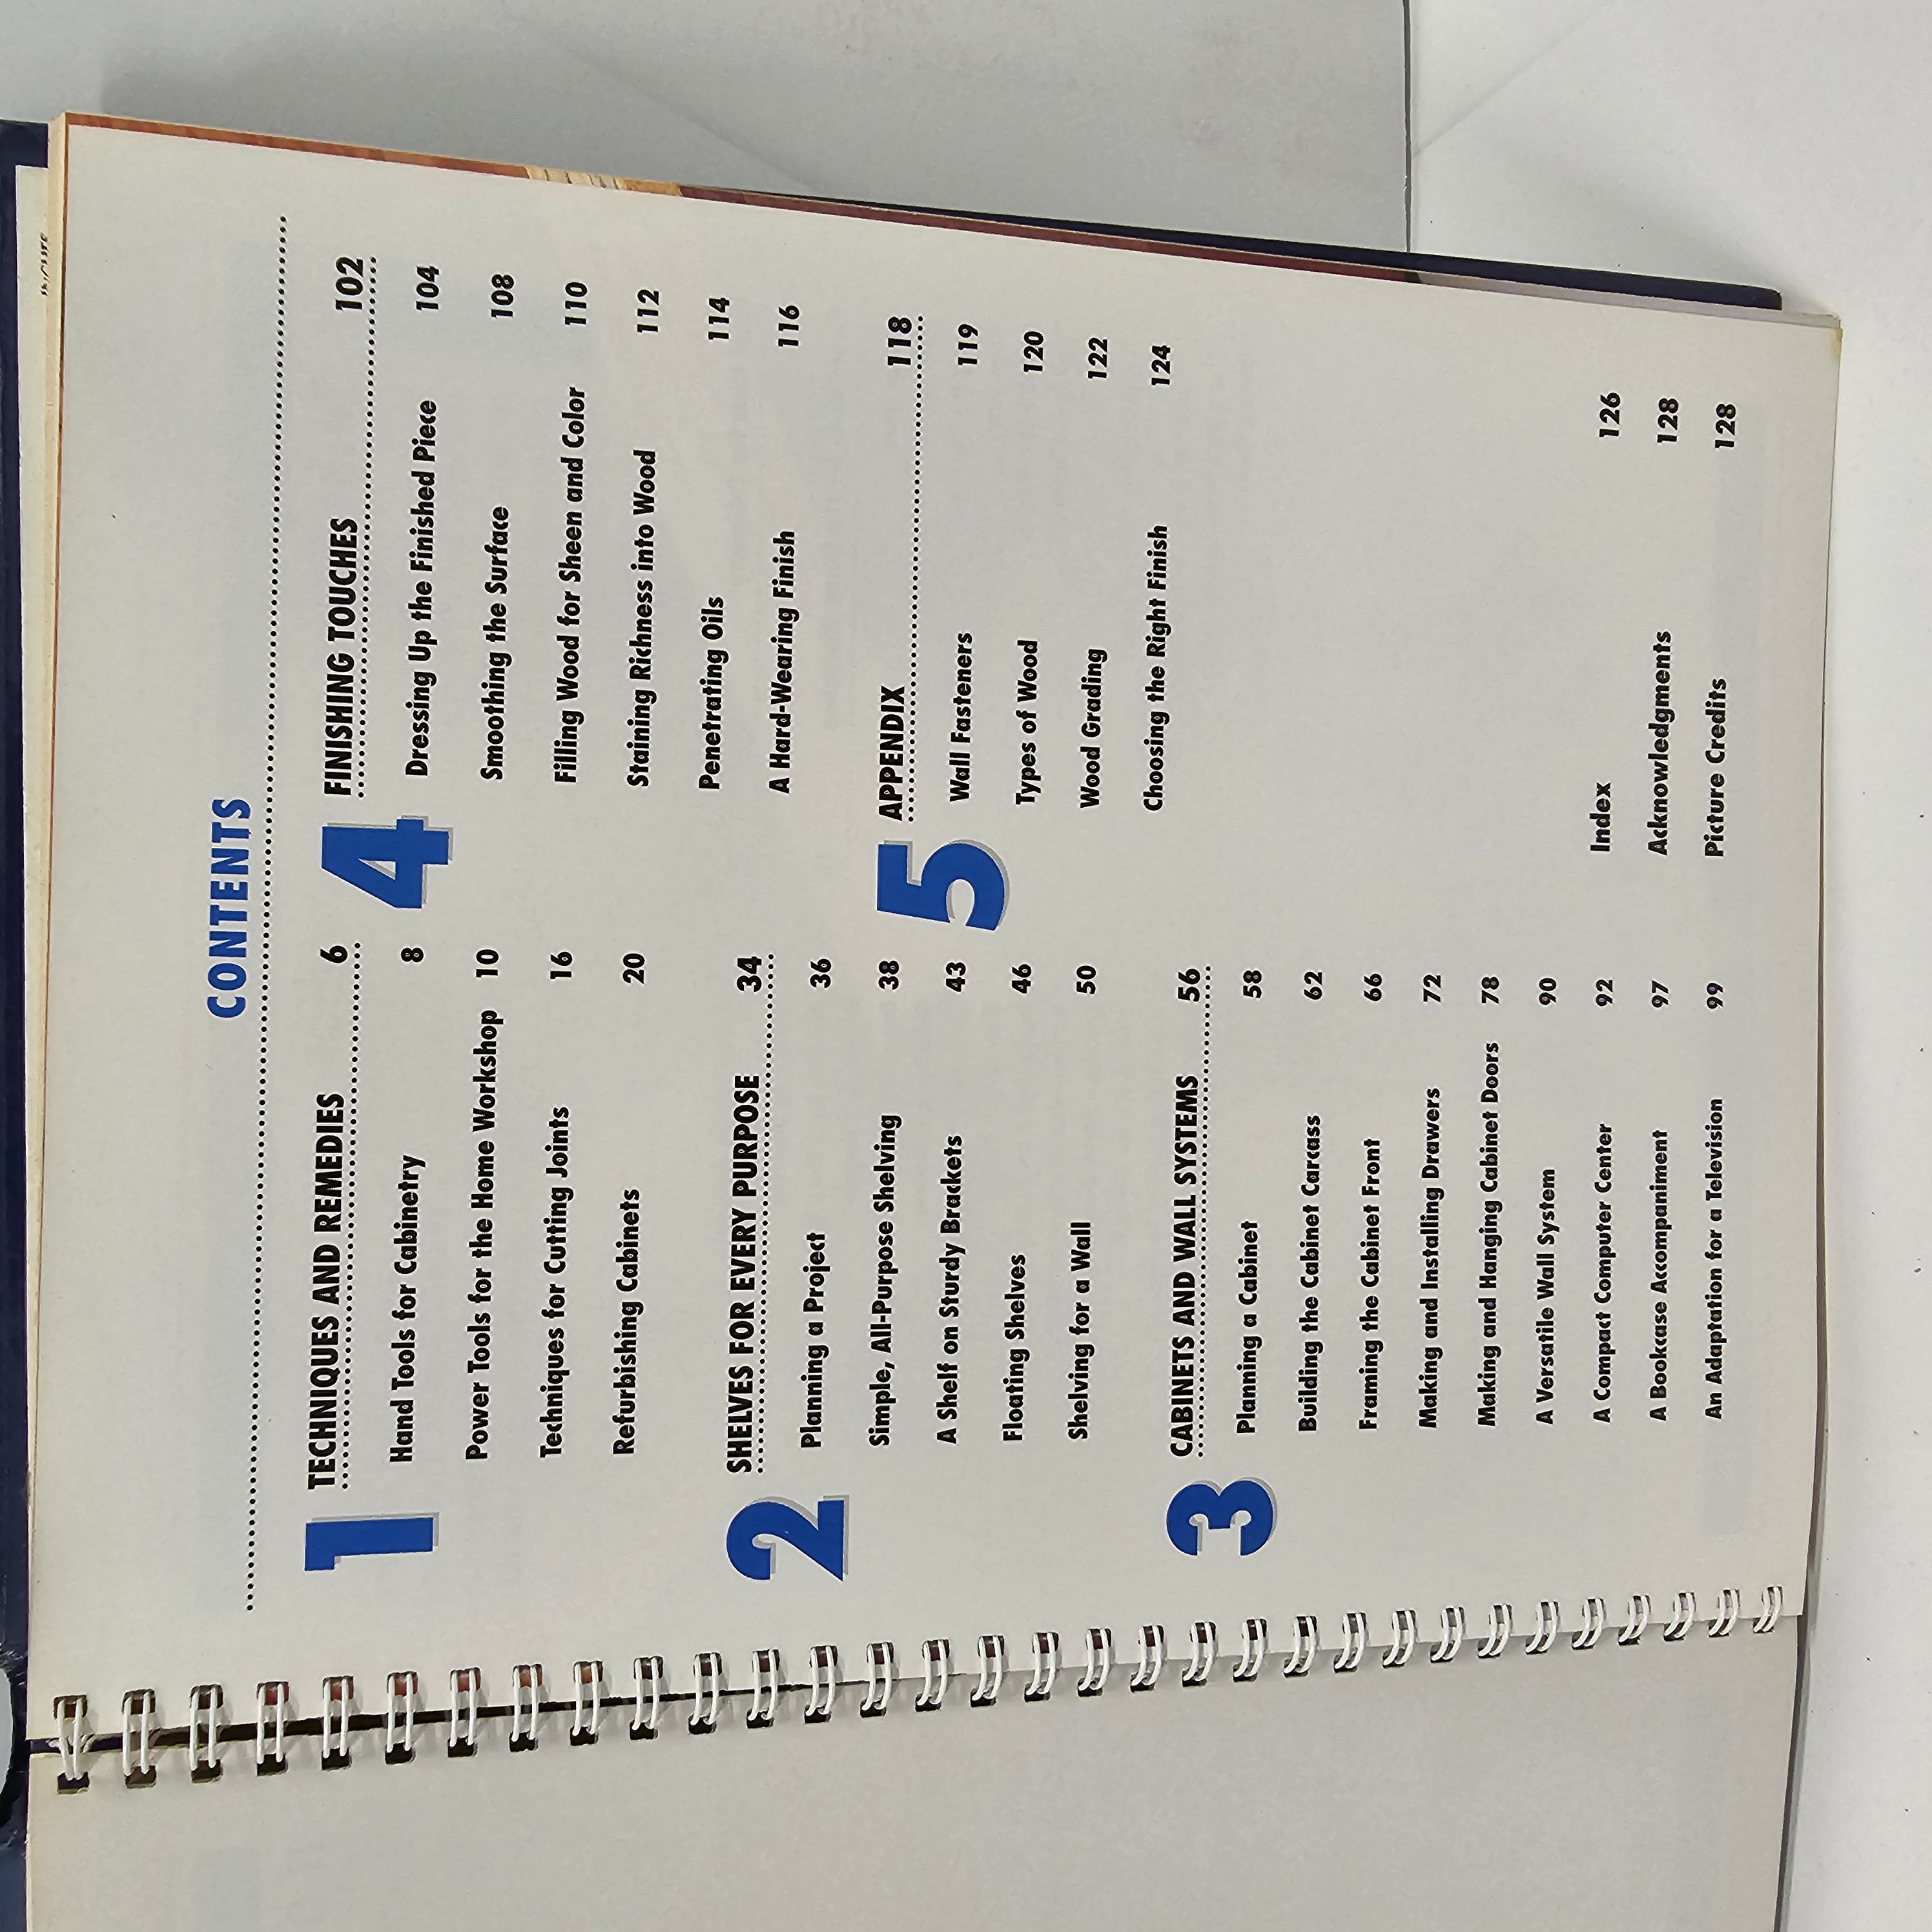 CONTENTS
1 TECHNIQUES AND REMEDIES 6
Hand Tools for Cabinetry 8
Power Tools for the Home Workshop 10
Techniques for Cutting Joints 16
Refurbishing Cabinets 20
2 SHELVES FOR EVERY PURPOSE 34
Planning a Project 36
Simple, All-Purpose Shelving 38
A Shelf on Sturdy Brackets 43
Floating Shelves 46
Shelving for a Wall 50
3 CABINETS AND WALL SYSTEMS 56
Planning a Cabinet 58
Building the Cabinet Carcass 62
Framing the Cabinet Front 66
Making and Installing Drawers 72
Making and Hanging Cabinet Doors 78
A Versatile Wall System 90
A Compact Computer Center 92
A Bookcase Accompaniment 97
An Adaptation for a Television 99
4 FINISHING TOUCHES 102
Dressing Up the Finished Piece 104
Smoothing the Surface 108
Filling Wood for Sheen and Color 110
Staining Richness into Wood 112
Penetrating Oils 114
A Hard-Wearing Finish 116
5 APPENDIX 118
Wall Fasteners 119
Types of Wood 120
Wood Grading 122
Choosing the Right Finish 124
Index 126
Acknowledgments 128
Picture Credits 128